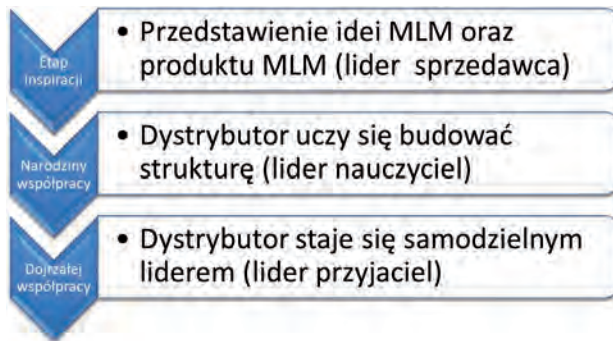 Etap
inspiracji
• Przedstawienie idei MLM oraz
produktu MLM (lider sprzedawca)
Narodziny
współpracy
• Dystrybutor uczy się budować
strukturę (lider nauczyciel)
Dojrzałej
współpracy
• Dystrybutor staje się samodzielnym
liderem (lider przyjaciel)